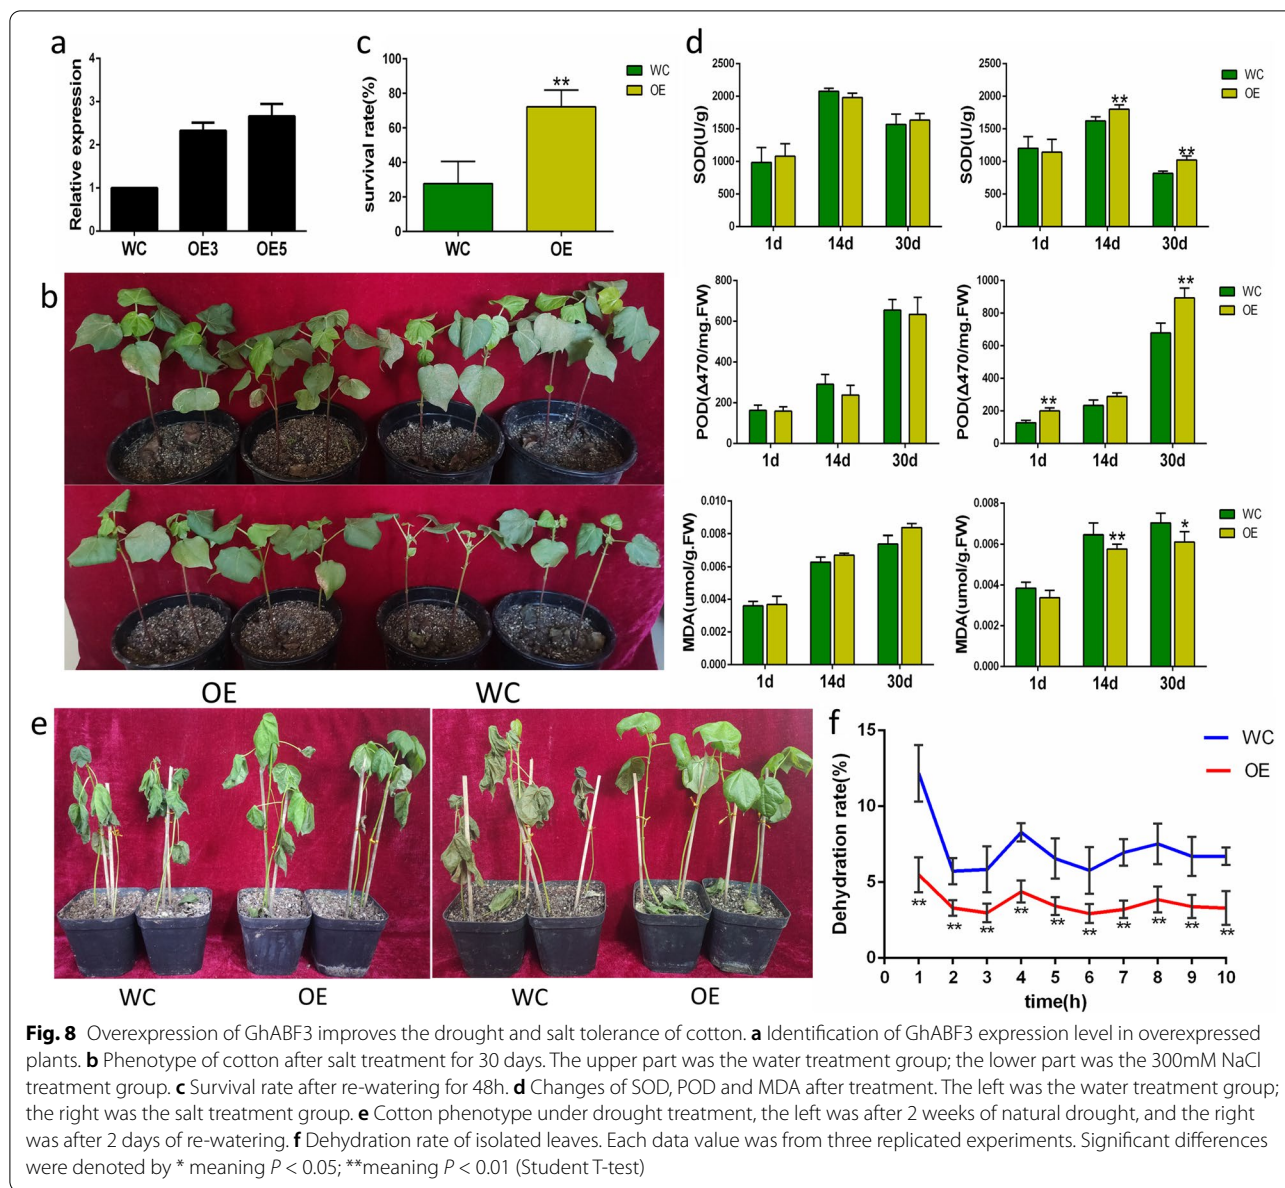 a
Relative expression
4
3
2
1
0
WC OE3 OE5
c
survival rate(%)
100
80
60
40
20
0
**
WC OE
WC
OE
d
SOD(U/g)
2500
2000
1500
1000
500
0
1d 14d 30d
SOD(U/g)
2500
2000
1500
1000
500
0
**
**
1d 14d 30d
WC
OE
POD(Δ470/mg.FW)
800
600
400
200
0
1d 14d 30d
POD(Δ470/mg.FW)
1000
800
600
400
200
0
**
**
1d 14d 30d
WC
OE
MDA(umol/g.FW)
0.010
0.008
0.006
0.004
0.002
0.000
1d 14d 30d
MDA(umol/g.FW)
0.008
0.006
0.004
0.002
0.000
**
*
1d 14d 30d
WC
OE
b
OE WC
e
WC OE WC OE
f
Dehydration rate(%)
15
10
5
0
WC
OE
** ** ** ** ** ** ** ** ** **
0 1 2 3 4 5 6 7 8 9 10
time(h)
Fig. 8 Overexpression of GhABF3 improves the drought and salt tolerance of cotton. a Identification of GhABF3 expression level in overexpressed
plants. b Phenotype of cotton after salt treatment for 30 days. The upper part was the water treatment group; the lower part was the 300mM NaCl
treatment group. c Survival rate after re-watering for 48h. d Changes of SOD, POD and MDA after treatment. The left was the water treatment group;
the right was the salt treatment group. e Cotton phenotype under drought treatment, the left was after 2 weeks of natural drought, and the right
was after 2 days of re-watering. f Dehydration rate of isolated leaves. Each data value was from three replicated experiments. Significant differences
were denoted by * meaning P < 0.05; **meaning P < 0.01 (Student T-test)